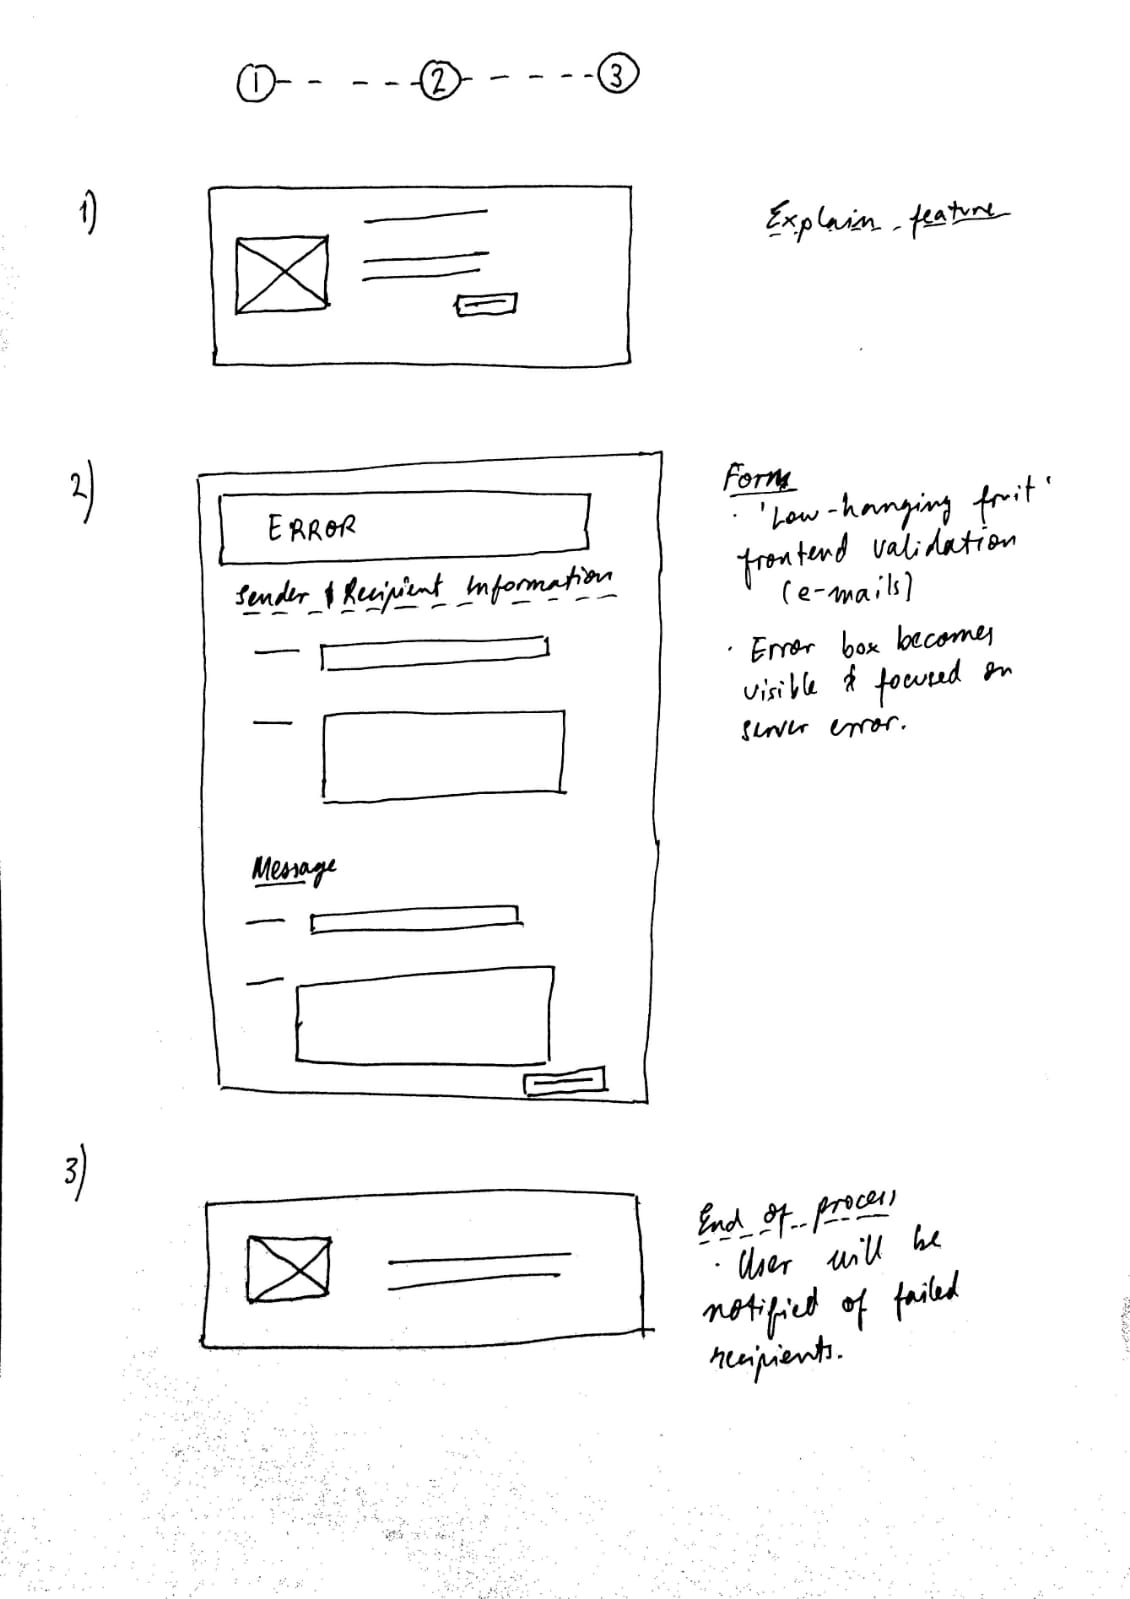 1 2 3
1)
Explain feature
2)
ERROR
Sender & Recipient Information
Message
Form
· 'Low-hanging fruit'
frontend validation
(e-mails)
· Error box becomes
visible & focused on
server error.
3)
End of process
· User will be
notified of failed
recipients.